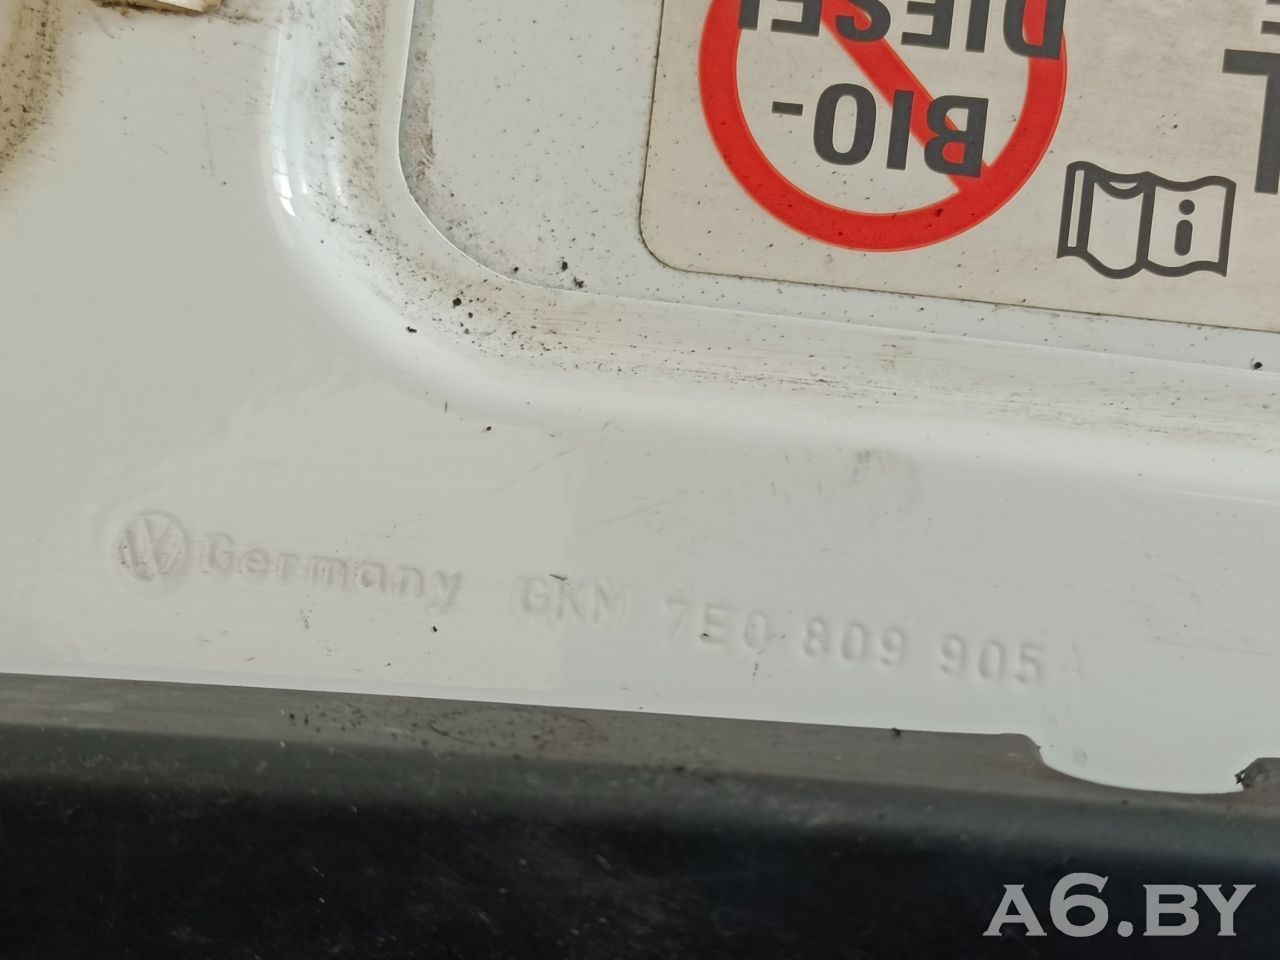 BIO-
DIESEL
i
Germany GKM 7E0 809 905 A
A6.BY